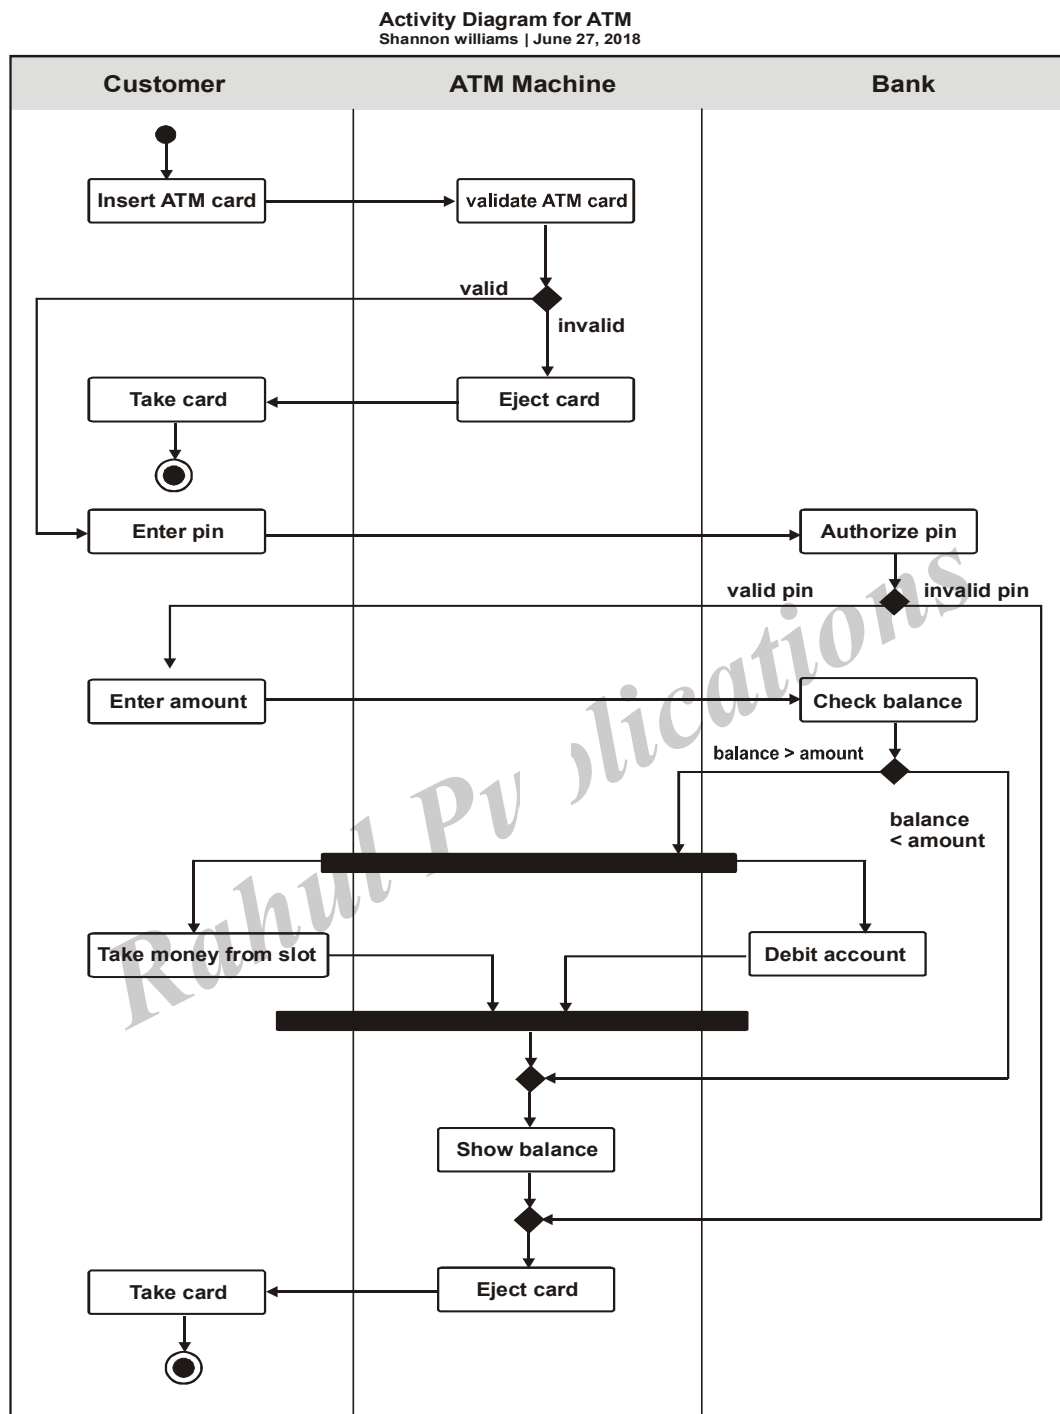 Activity Diagram for ATM
Shannon williams | June 27, 2018
Customer
ATM Machine
Bank
Insert ATM card
validate ATM card
valid
invalid
Take card
Eject card
Enter pin
Authorize pin
valid pin
invalid pin
Enter amount
Check balance
balance > amount
balance
< amount
Take money from slot
Debit account
Show balance
Take card
Eject card
Rahul Publications